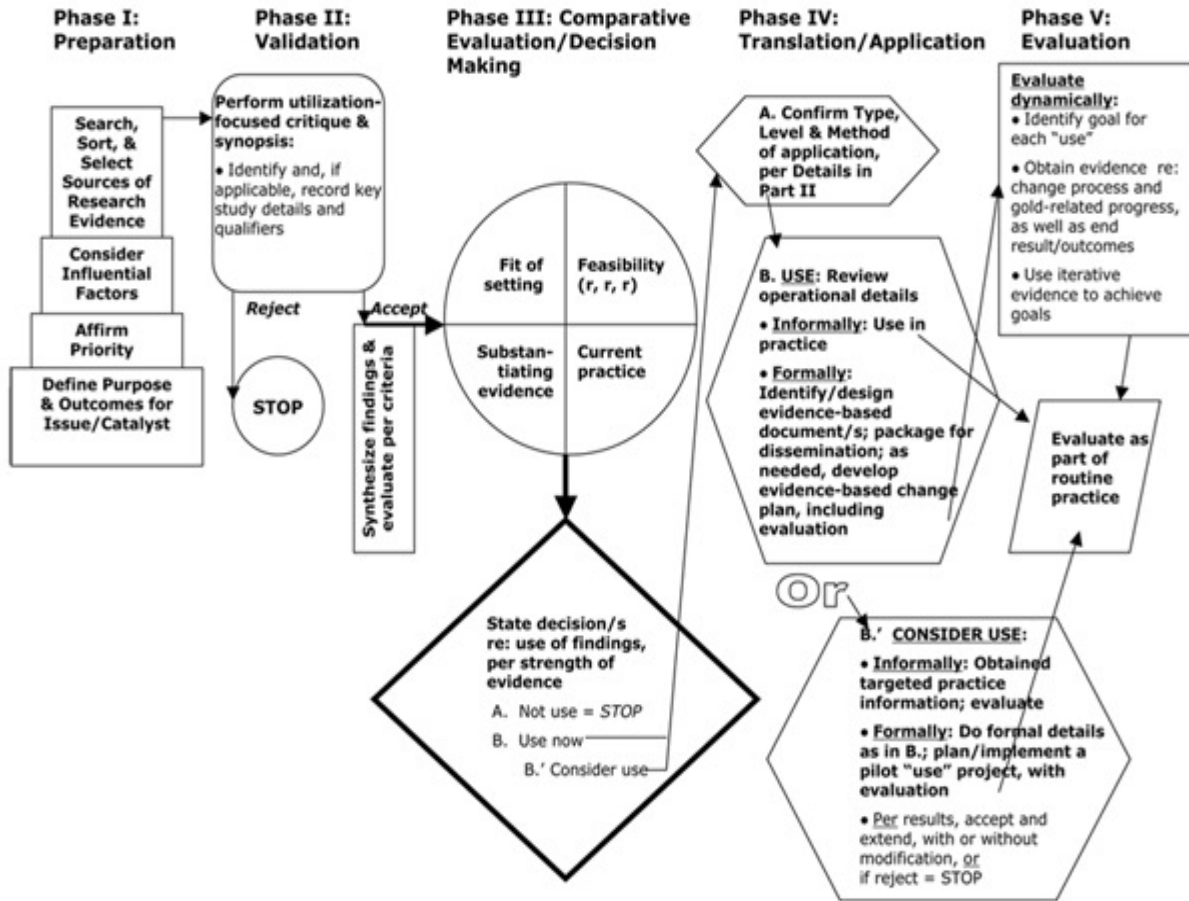 Phase I:
Preparation
Phase II:
Validation
Phase III: Comparative
Evaluation/Decision
Making
Phase IV:
Translation/Application
Phase V:
Evaluation
Search,
Sort, &
Select
Sources of
Research
Evidence
Consider
Influential
Factors
Affirm
Priority
Define Purpose
& Outcomes for
Issue/Catalyst
Perform utilization-
focused critique &
synopsis:
• Identify and, if
applicable, record key
study details and
qualifiers
Reject
Accept
STOP
Synthesize findings &
evaluate per criteria
Fit of
setting
Feasibility
(r, r, r)
Substan-
tiating
evidence
Current
practice
State decision/s
re: use of findings,
per strength of
evidence
A. Not use = STOP
B. Use now
B.' Consider use
A. Confirm Type,
Level & Method
of application,
per Details in
Part II
B. USE: Review
operational details
• Informally: Use in
practice
• Formally:
Identify/design
evidence-based
document/s; package for
dissemination; as
needed, develop
evidence-based change
plan, including
evaluation
Or
B.' CONSIDER USE:
• Informally: Obtained
targeted practice
information; evaluate
• Formally: Do formal details
as in B.; plan/implement a
pilot "use" project, with
evaluation
• Per results, accept and
extend, with or without
modification, or
if reject = STOP
Evaluate
dynamically:
• Identify goal for
each "use"
• Obtain evidence re:
change process and
gold-related progress,
as well as end
result/outcomes
• Use iterative
evidence to achieve
goals
Evaluate as
part of
routine
practice